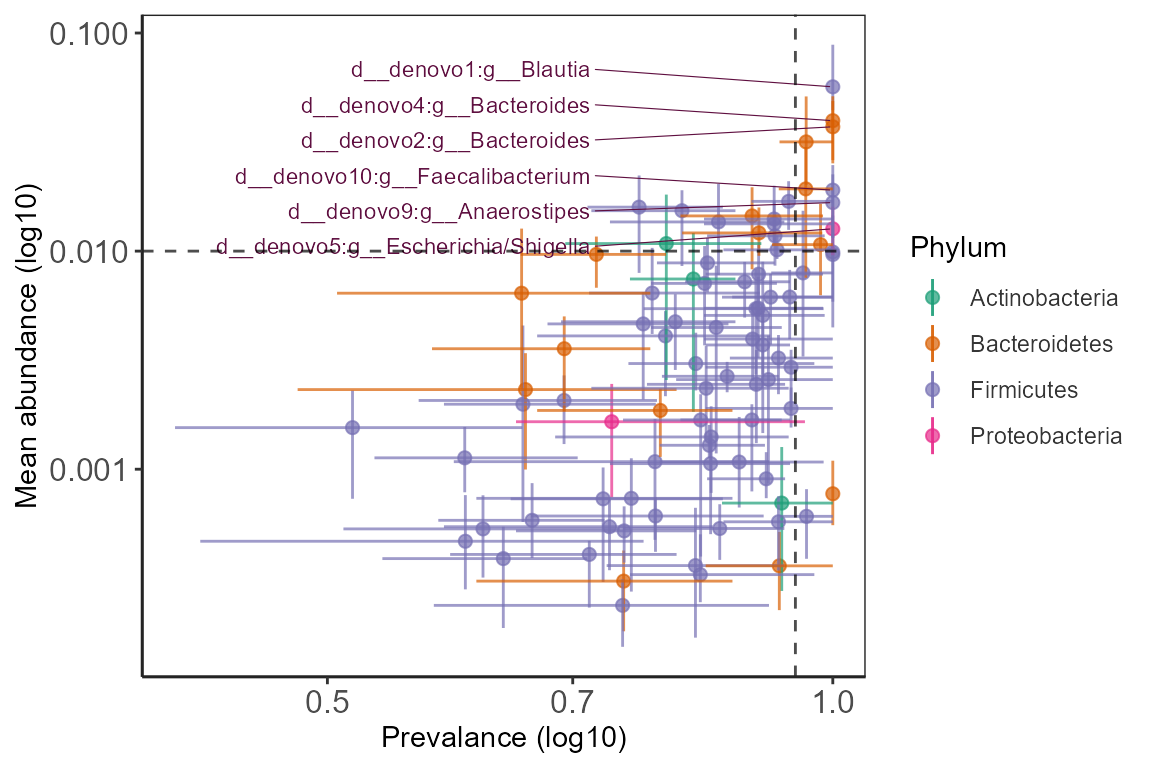 0.100
d__denovo1:g__Blautia
d__denovo4:g__Bacteroides
d__denovo2:g__Bacteroides
d__denovo10:g__Faecalibacterium
d__denovo9:g__Anaerostipes
d__denovo5:g__Escherichia/Shigella
0.010
0.001
Mean abundance (log10)
0.5
0.7
1.0
Prevalance (log10)
Phylum
Actinobacteria
Bacteroidetes
Firmicutes
Proteobacteria